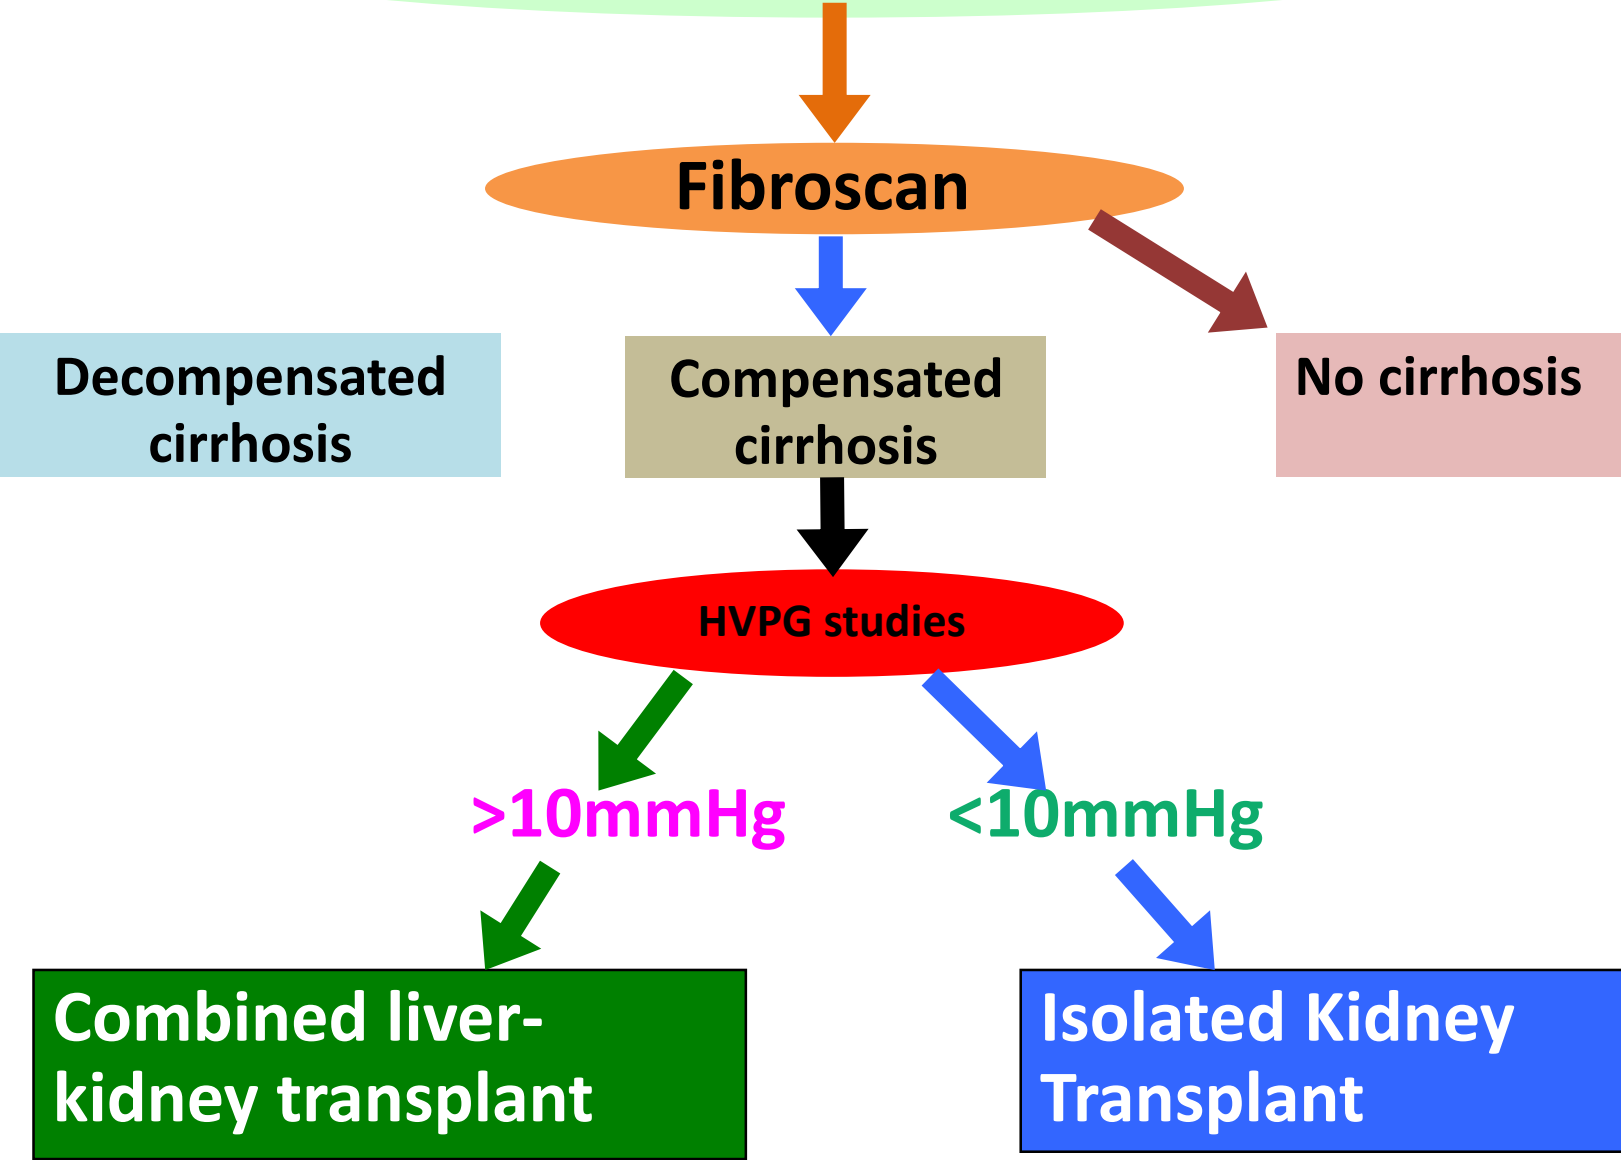 Fibroscan
Decompensated
cirrhosis
Compensated
cirrhosis
No cirrhosis
HVPG studies
>10mmHg
<10mmHg
Combined liver-
kidney transplant
Isolated Kidney
Transplant